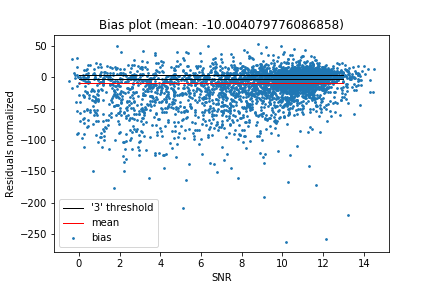 Bias plot (mean: -10.004079776086858)
Residuals normalized
50
0
−50
−100
−150
−200
−250
'3' threshold
mean
bias
0 2 4 6 8 10 12 14
SNR